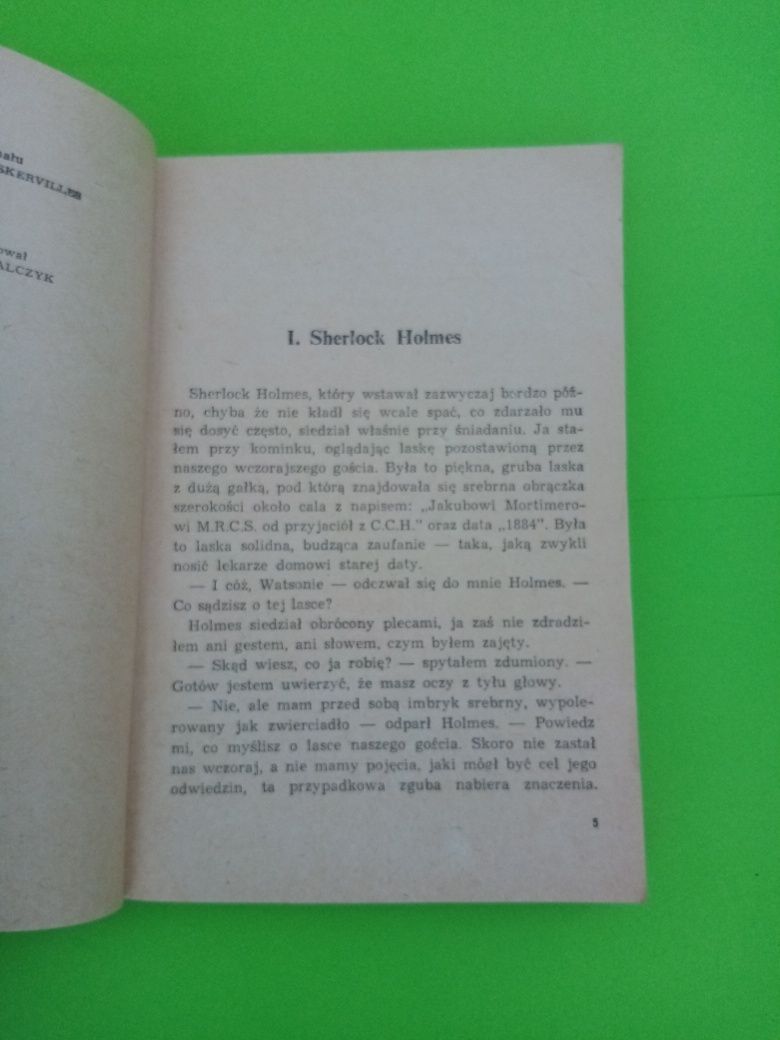 SKERVILLES
ALCZYK
I. Sherlock Holmes
Sherlock Holmes, który wstawał zazwyczaj bardzo póź-
no, chyba że nie kładł się wcale spać, co zdarzało mu
się dosyć często, siedział właśnie przy śniadaniu. Ja sta-
łem przy kominku, oglądając laskę pozostawioną przez
naszego wczorajszego gościa. Była to piękna, gruba laska
z dużą gałką, pod którą znajdowała się srebrna obrączka
szerokości około cala z napisem: „Jakubowi Mortimero-
wi M.R.C.S. od przyjaciół z C.C.H." oraz data „1884". Była
to laska solidna, budząca zaufanie — taka, jaką zwykli
nosić lekarze domowi starej daty.
— I cóż, Watsonie — odezwał się do mnie Holmes. —
Co sądzisz o tej lasce?
Holmes siedział obrócony plecami, ja zaś nie zdradzi-
łem ani gestem, ani słowem, czym byłem zajęty.
— Skąd wiesz, co ja robię? — spytałem zdumiony. —
Gotów jestem uwierzyć, że masz oczy z tyłu głowy.
— Nie, ale mam przed sobą imbryk srebrny, wypole-
rowany jak zwierciadło — odparł Holmes. — Powiedz
mi, co myślisz o lasce naszego gościa. Skoro nie zastał
nas wczoraj, a nie mamy pojęcia, jaki mógł być cel jego
odwiedzin, ta przypadkowa zguba nabiera znaczenia.
5